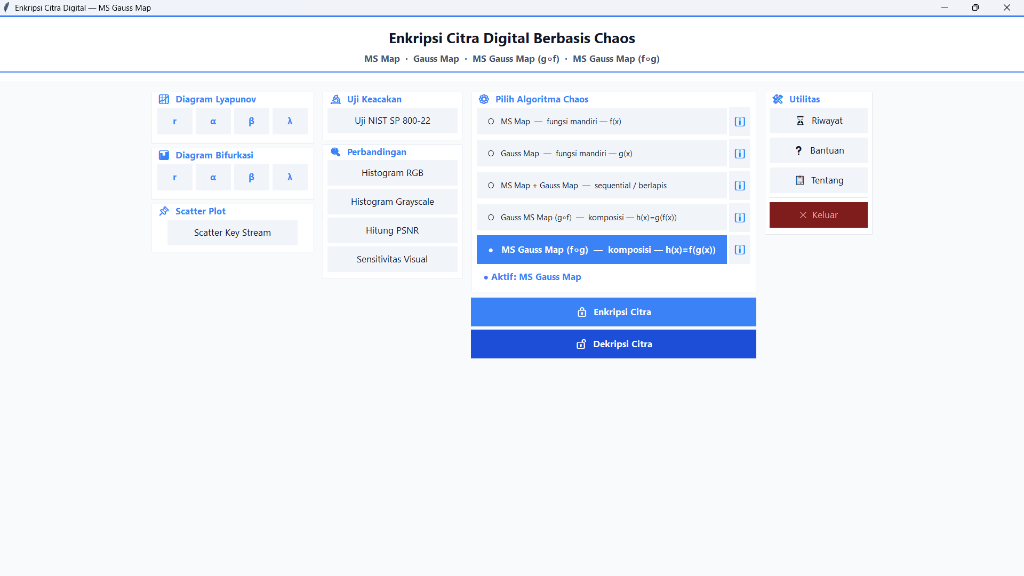 Enkripsi Citra Digital — MS Gauss Map
Enkripsi Citra Digital Berbasis Chaos
MS Map · Gauss Map · MS Gauss Map (g∘f) · MS Gauss Map (f∘g)
Diagram Lyapunov
r α β λ
Diagram Bifurkasi
r α β λ
Scatter Plot
Scatter Key Stream
Uji Keacakan
Uji NIST SP 800-22
Perbandingan
Histogram RGB
Histogram Grayscale
Hitung PSNR
Sensitivitas Visual
Pilih Algoritma Chaos
MS Map — fungsi mandiri — f(x)
Gauss Map — fungsi mandiri — g(x)
MS Map + Gauss Map — sequential / berlapis
Gauss MS Map (g∘f) — komposisi — h(x)=g(f(x))
MS Gauss Map (f∘g) — komposisi — h(x)=f(g(x))
● Aktif: MS Gauss Map
Enkripsi Citra
Dekripsi Citra
Utilitas
Riwayat
? Bantuan
Tentang
✕ Keluar